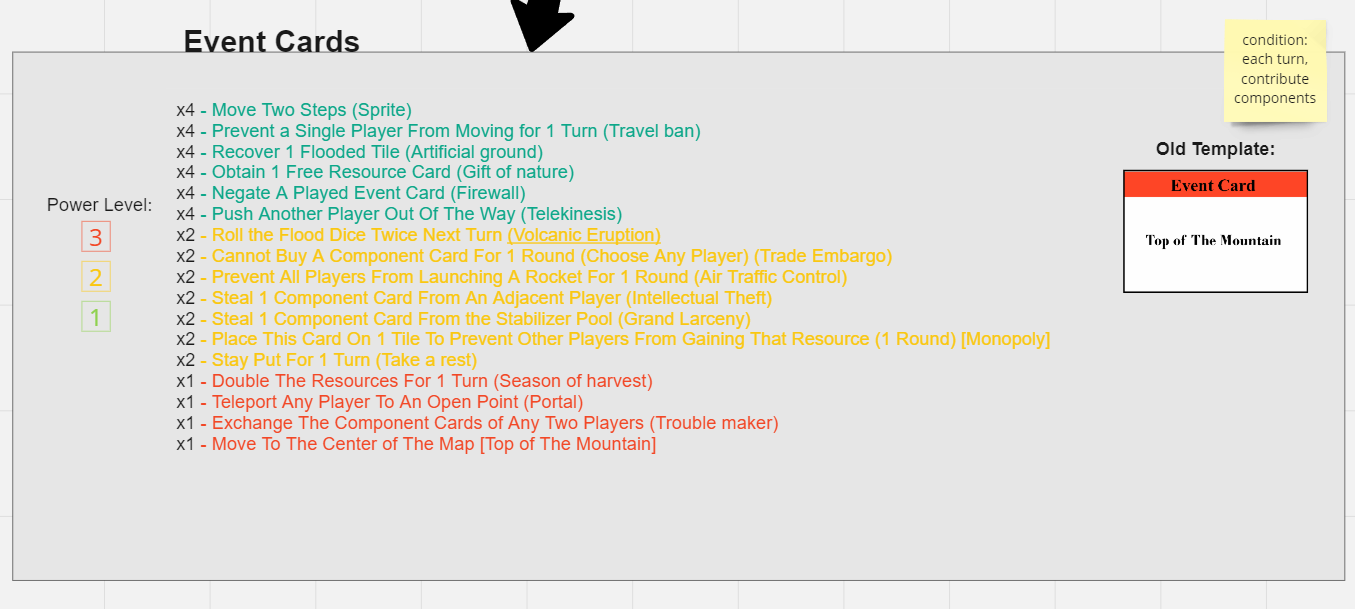 Event Cards
condition:
each turn,
contribute
components
x4 - Move Two Steps (Sprite)
x4 - Prevent a Single Player From Moving for 1 Turn (Travel ban)
x4 - Recover 1 Flooded Tile (Artificial ground)
x4 - Obtain 1 Free Resource Card (Gift of nature)
x4 - Negate A Played Event Card (Firewall)
x4 - Push Another Player Out Of The Way (Telekinesis)
x2 - Roll the Flood Dice Twice Next Turn (Volcanic Eruption)
x2 - Cannot Buy A Component Card For 1 Round (Choose Any Player) (Trade Embargo)
x2 - Prevent All Players From Launching A Rocket For 1 Round (Air Traffic Control)
x2 - Steal 1 Component Card From An Adjacent Player (Intellectual Theft)
x2 - Steal 1 Component Card From the Stabilizer Pool (Grand Larceny)
x2 - Place This Card On 1 Tile To Prevent Other Players From Gaining That Resource (1 Round) [Monopoly]
x2 - Stay Put For 1 Turn (Take a rest)
x1 - Double The Resources For 1 Turn (Season of harvest)
x1 - Teleport Any Player To An Open Point (Portal)
x1 - Exchange The Component Cards of Any Two Players (Trouble maker)
x1 - Move To The Center of The Map [Top of The Mountain]
Power Level:
3
2
1
Old Template:
Event Card
Top of The Mountain